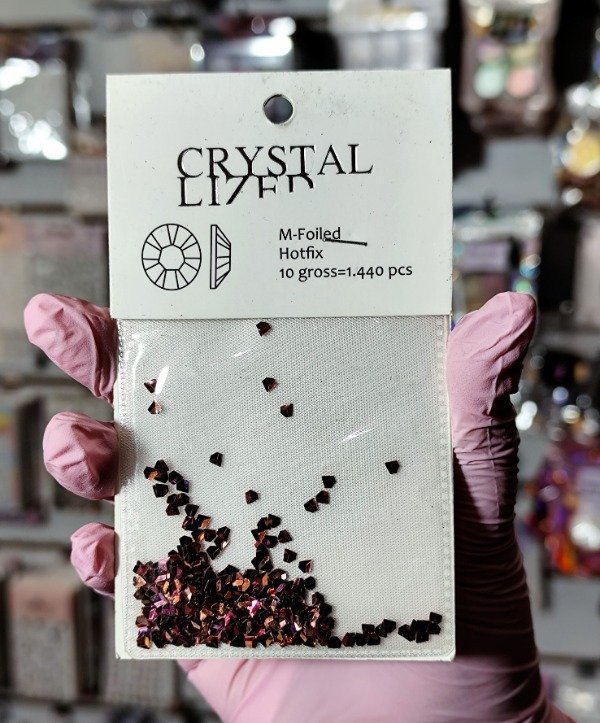 CRYSTAL
LIZED
M-Foiled
Hotfix
10 gross=1.440 pcs